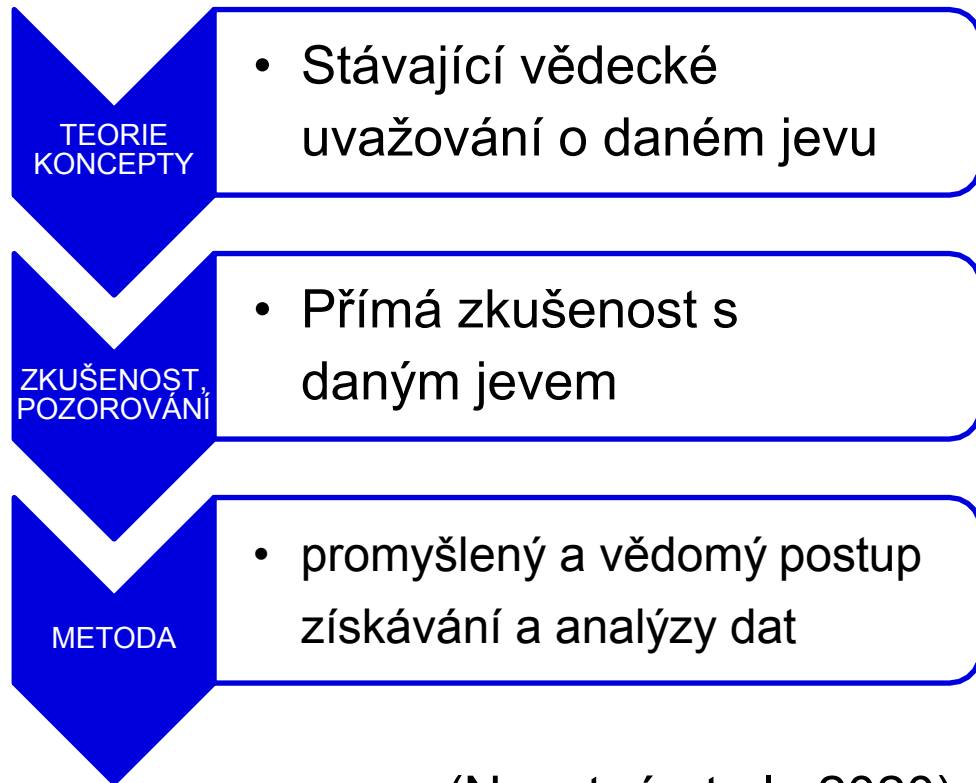 TEORIE
KONCEPTY
• Stávající vědecké
uvažování o daném jevu
ZKUŠENOST,
POZOROVÁNÍ
• Přímá zkušenost s
daným jevem
METODA
• promyšlený a vědomý postup
získávání a analýzy dat